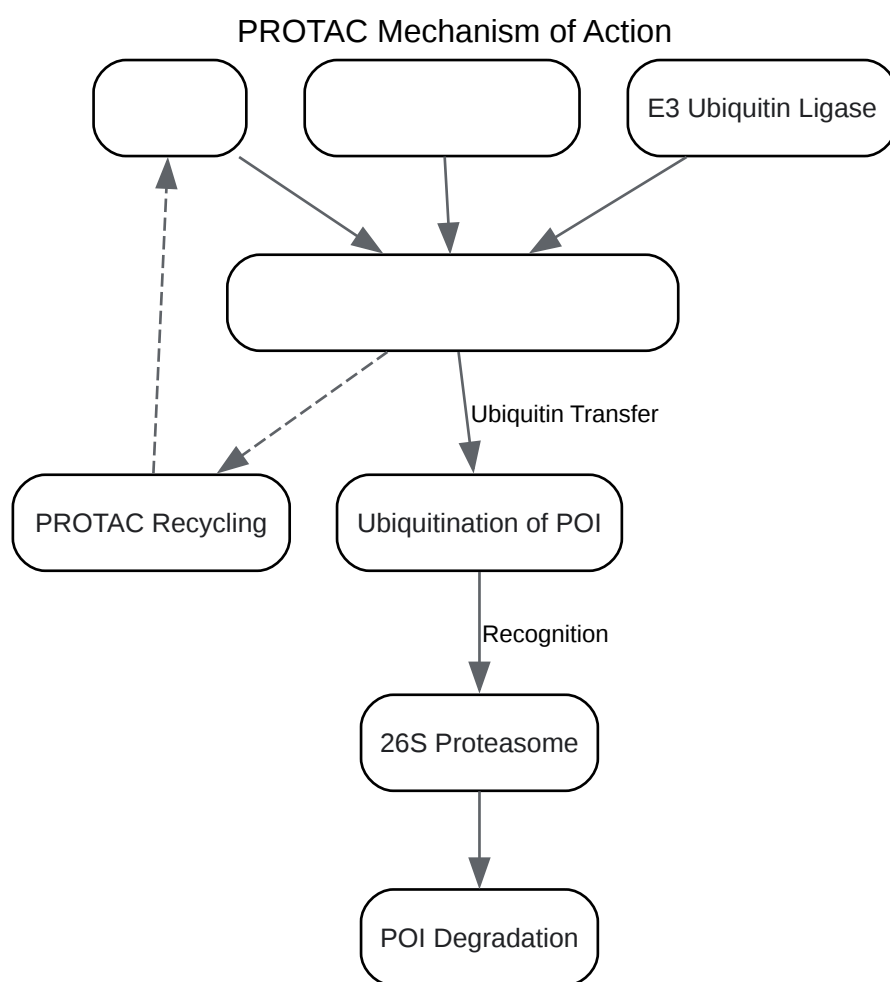 PROTAC Mechanism of Action
E3 Ubiquitin Ligase
Ubiquitin Transfer
PROTAC Recycling
Ubiquitination of POI
Recognition
26S Proteasome
POI Degradation